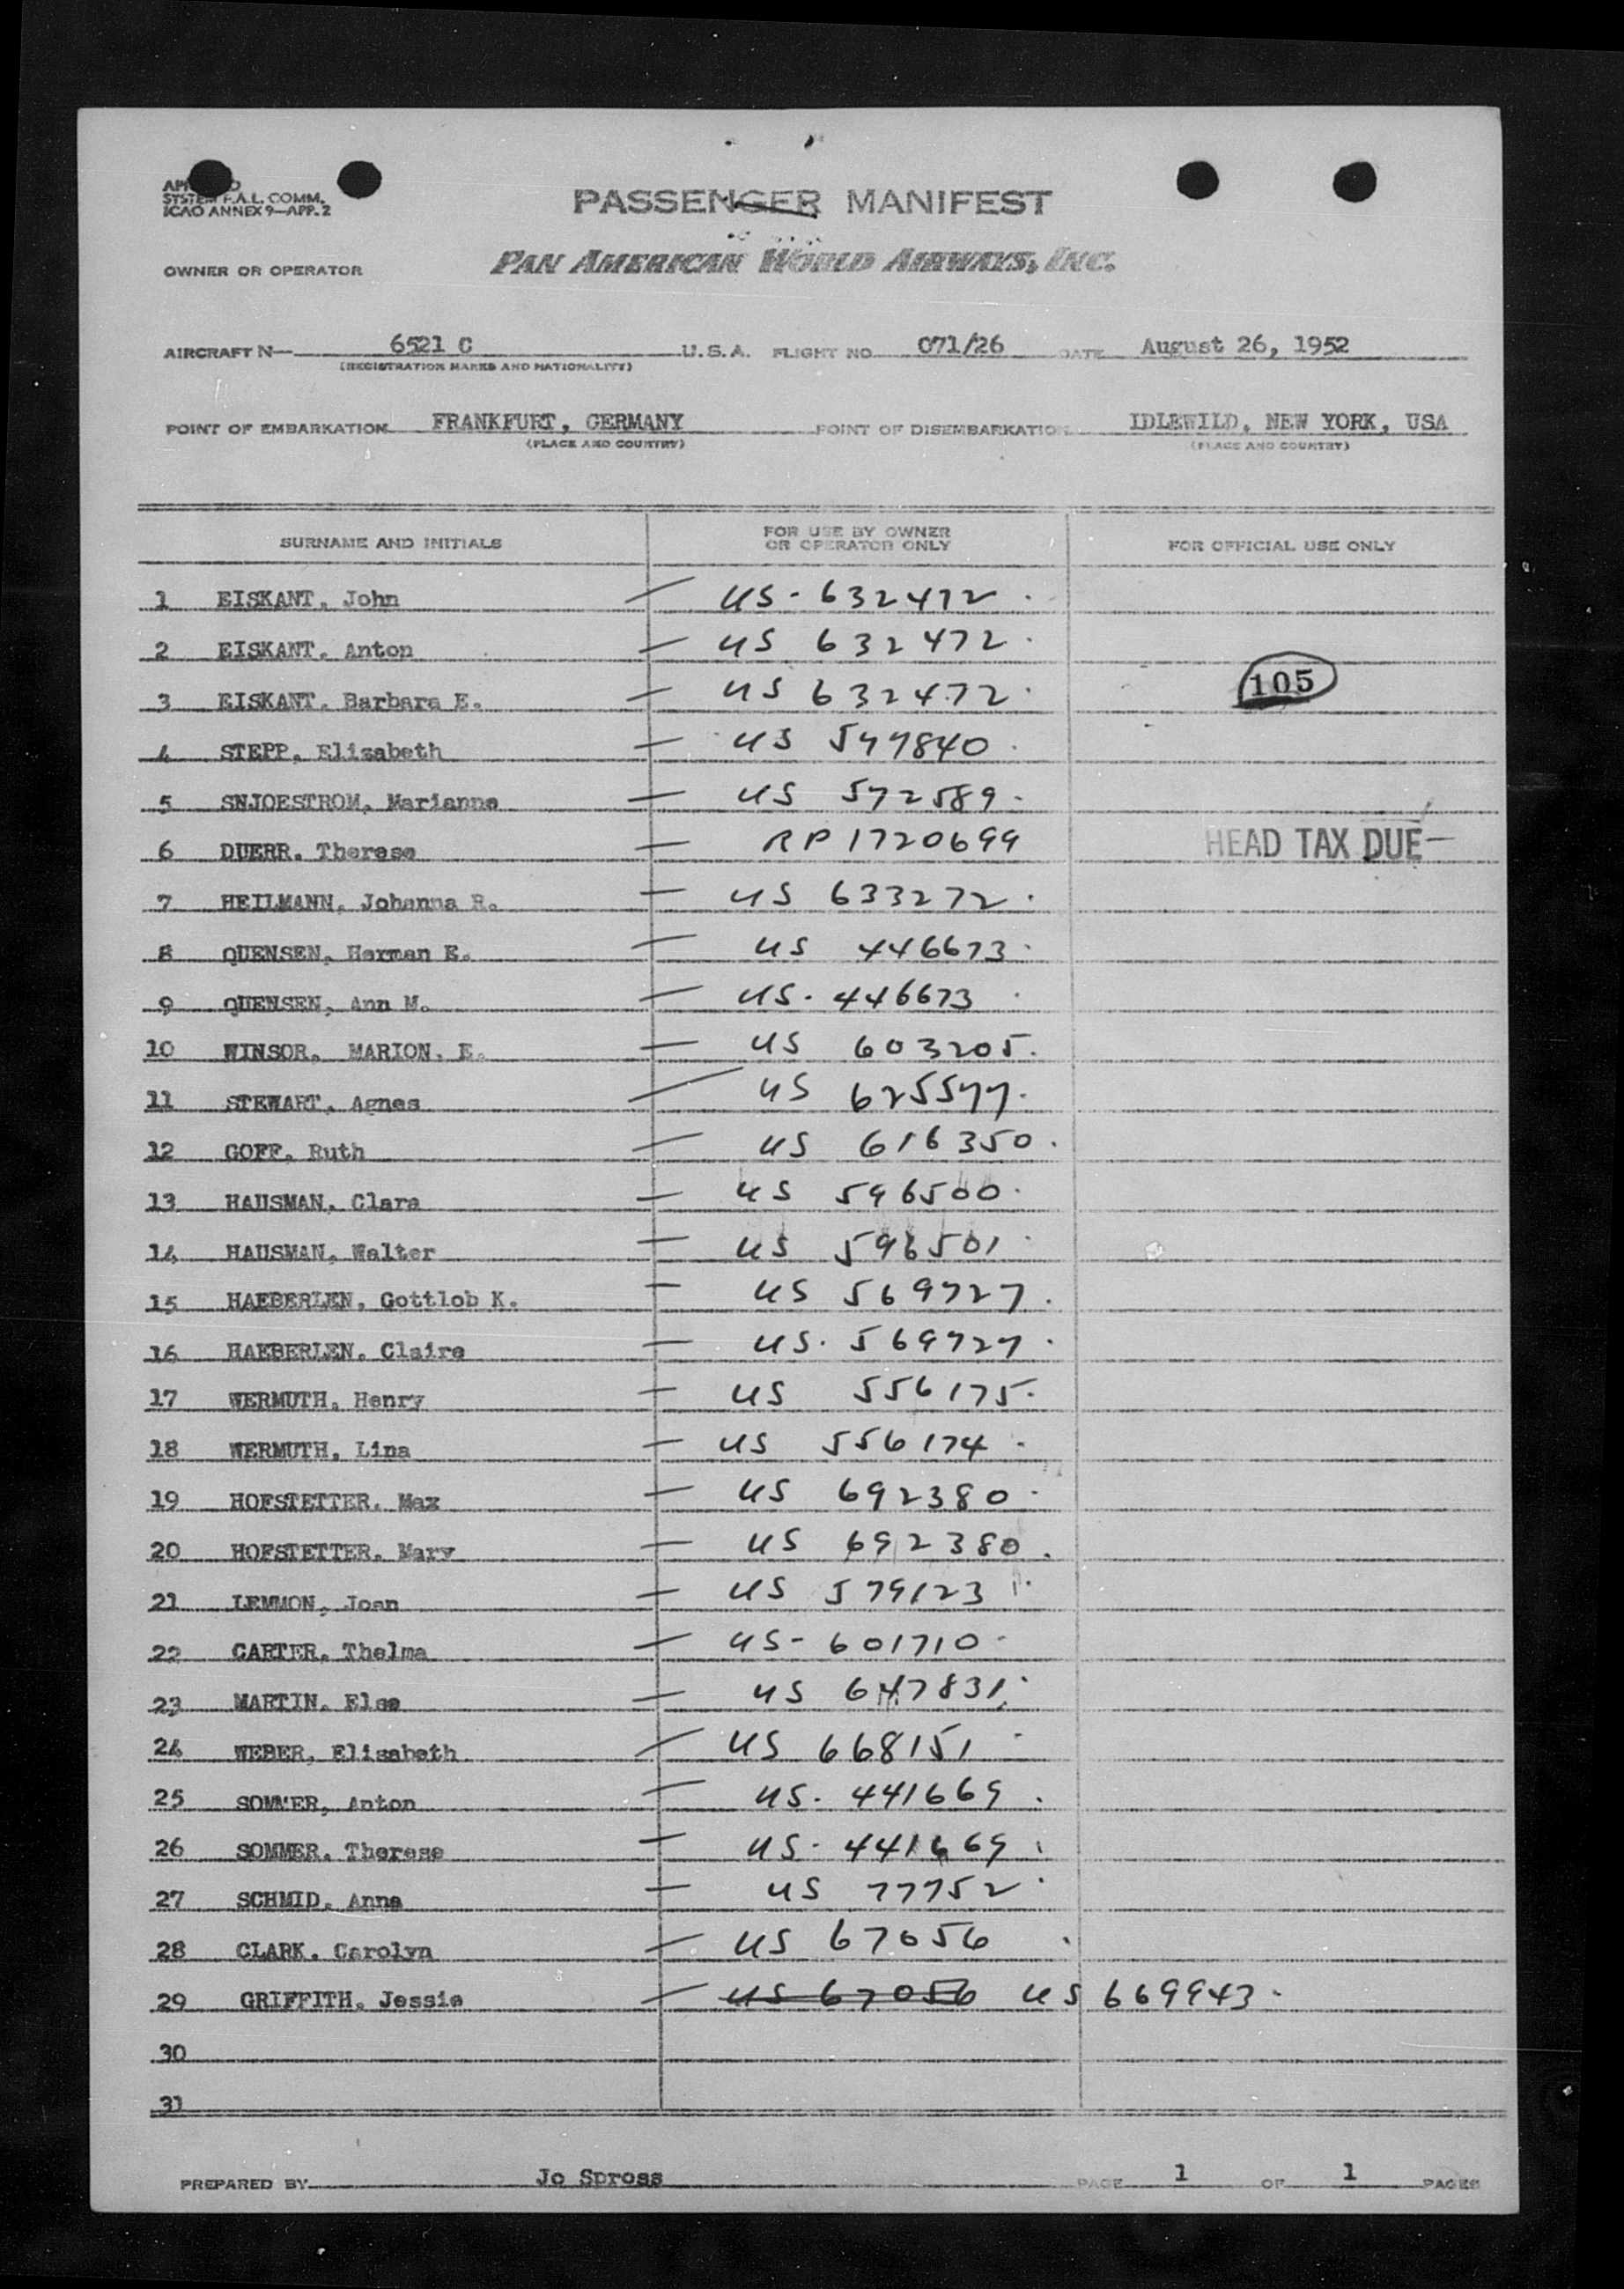 SYSTEM F.A.L. COMM.
ICAO ANNEX 9—APP. 2
PASSENGER MANIFEST
OWNER OR OPERATOR PAN AMERICAN WORLD AIRWAYS, INC.
AIRCRAFT N— 6521 C U.S.A. FLIGHT NO. 071/26 DATE August 26, 1952
(REGISTRATION MARKS AND NATIONALITY)
POINT OF EMBARKATION FRANKFURT, GERMANY POINT OF DISEMBARKATION IDLEWILD, NEW YORK, USA
(PLACE AND COUNTRY) (PLACE AND COUNTRY)
SURNAME AND INITIALS FOR USE BY OWNER OR OPERATOR ONLY FOR OFFICIAL USE ONLY
1 EISKANT, John — US - 632472 .
2 EISKANT, Anton — US 632472 .
3 EISKANT, Barbara E. — US 632472 . 105
4 STEPP, Elizabeth — US 577840 .
5 SNJOESTROM, Marianne — US 572589 .
6 DUERR, Therese — RP 1720699 HEAD TAX DUE —
7 HEILMANN, Johanna R. — US 633272 .
8 QUENSEN, Herman E. — US 446673 .
9 QUENSEN, Ann M. — US. 446673 .
10 WINSOR, MARION, E. — US 603205.
11 STEWART, Agnes — US 625577.
12 GOFF, Ruth — US 616350 .
13 HAUSMAN, Clara — US 596500 .
14 HAUSMAN, Walter — US 596501 .
15 HAEBERLEN, Gottlob K. — US 569727 .
16 HAEBERLEN, Claire — US. 569727 .
17 WERMUTH, Henry — US 556175.
18 WERMUTH, Lina — US 556174 .
19 HOFSTETTER, Max — US 692380 .
20 HOFSTETTER, Mary — US 692380 .
21 LEMMON, Joan — US 579123 .
22 CARTER, Thelma — US - 601710 .
23 MARTIN, Else — US 647831 .
24 WEBER, Elisabeth — US 668151 .
25 SOMMER, Anton — US. 441669 .
26 SOMMER, Therese — US. 441669 .
27 SCHMID, Anna — US 77752 .
28 CLARK, Carolyn — US 67056 .
29 GRIFFITH, Jessie — US 67056 US 669943 .
30
31
PREPARED BY Jo Spross PAGE 1 OF 1 PAGES